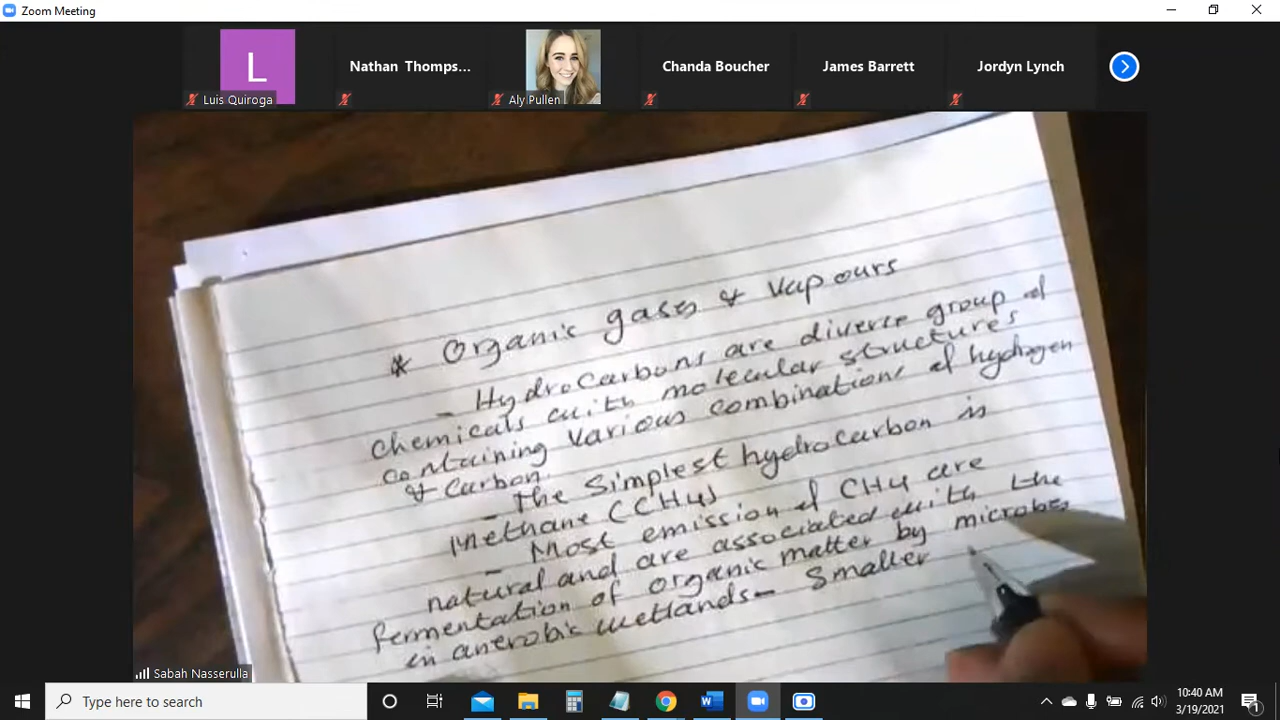 Zoom Meeting
L
Luis Quiroga
Nathan Thomps...
Aly Pullen
Chanda Boucher
James Barrett
Jordyn Lynch
* Organic gases & Vapours
- Hydrocarbons are diverse group of
chemicals with molecular structures
containing various combinations of hydrogen
& carbon.
- The simplest hydrocarbon is
Methane (CH4)
- Most emission of CH4 are
natural and are associated with the
fermentation of organic matter by microbes
in anerobic wetlands - Smaller
Sabah Nasserulla
Type here to search
10:40 AM
3/19/2021
1